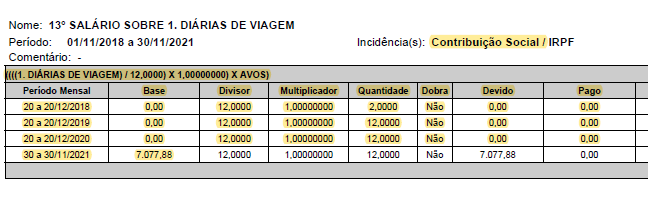 Nome: 13º SALÁRIO SOBRE 1. DIÁRIAS DE VIAGEM
Período: 01/11/2018 a 30/11/2021 Incidência(s): Contribuição Social / IRPF
Comentário: -
((((1. DIÁRIAS DE VIAGEM) / 12,0000) X 1,00000000) X AVOS)
Período Mensal Base Divisor Multiplicador Quantidade Dobra Devido Pago
20 a 20/12/2018 0,00 12,0000 1,00000000 2,0000 Não 0,00 0,00
20 a 20/12/2019 0,00 12,0000 1,00000000 12,0000 Não 0,00 0,00
20 a 20/12/2020 0,00 12,0000 1,00000000 12,0000 Não 0,00 0,00
30 a 30/11/2021 7.077,88 12,0000 1,00000000 12,0000 Não 7.077,88 0,00